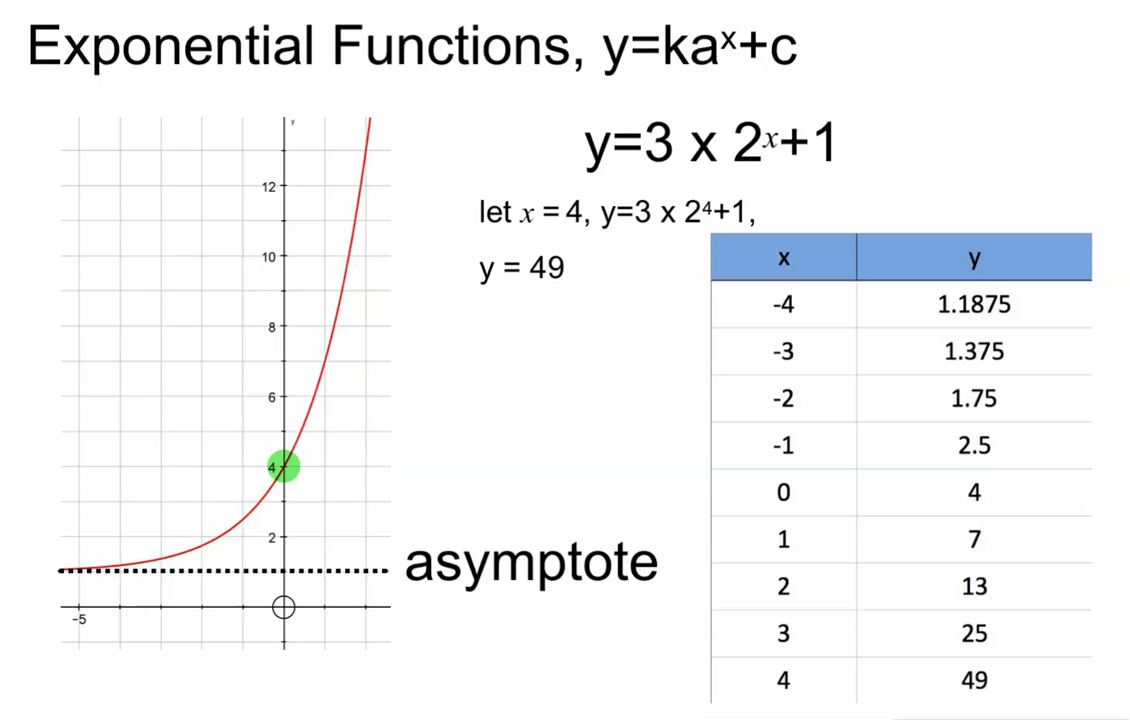 Exponential Functions, y=kaˣ+c
y=3 x 2ˣ+1
let x = 4, y=3 x 2⁴+1,
y = 49
y
12
10
8
6
4
2
-5
asymptote
x y
-4 1.1875
-3 1.375
-2 1.75
-1 2.5
0 4
1 7
2 13
3 25
4 49